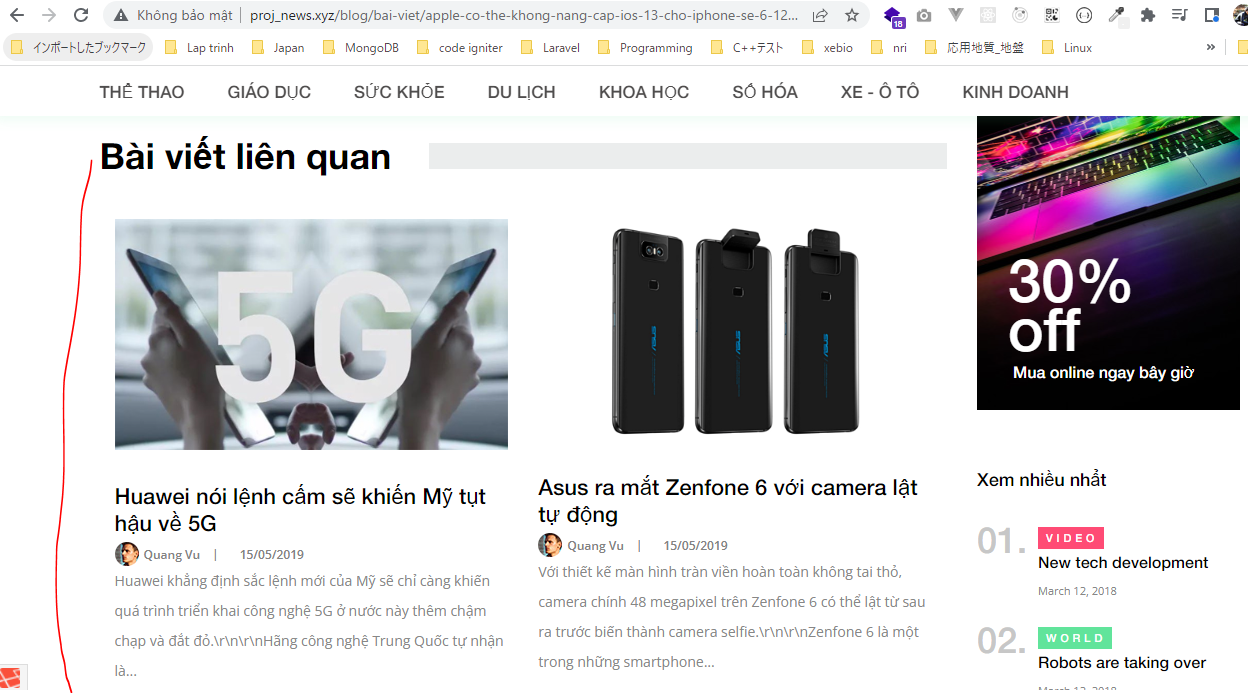 Không bảo mật | proj_news.xyz/blog/bai-viet/apple-co-the-khong-nang-cap-ios-13-cho-iphone-se-6-12...
18
インポートしたブックマーク Lap trinh Japan MongoDB code igniter Laravel Programming C++テスト xebio nri 応用地質_地盤 Linux »
THỂ THAO GIÁO DỤC SỨC KHỎE DU LỊCH KHOA HỌC SỐ HÓA XE - Ô TÔ KINH DOANH
Bài viết liên quan
5G
Huawei nói lệnh cấm sẽ khiến Mỹ tụt
hậu về 5G
Quang Vu | 15/05/2019
Huawei khẳng định sắc lệnh mới của Mỹ sẽ chỉ càng khiến
quá trình triển khai công nghệ 5G ở nước này thêm chậm
chạp và đắt đỏ.\r\n\r\nHãng công nghệ Trung Quốc tự nhận
là...
ASUS ASUS ASUS
Asus ra mắt Zenfone 6 với camera lật
tự động
Quang Vu | 15/05/2019
Với thiết kế màn hình tràn viền hoàn toàn không tai thỏ,
camera chính 48 megapixel trên Zenfone 6 có thể lật từ sau
ra trước biến thành camera selfie.\r\n\r\nZenfone 6 là một
trong những smartphone...
30%
off
Mua online ngay bây giờ
Xem nhiều nhất
01.
VIDEO
New tech development
March 12, 2018
02.
WORLD
Robots are taking over
March 12, 2018